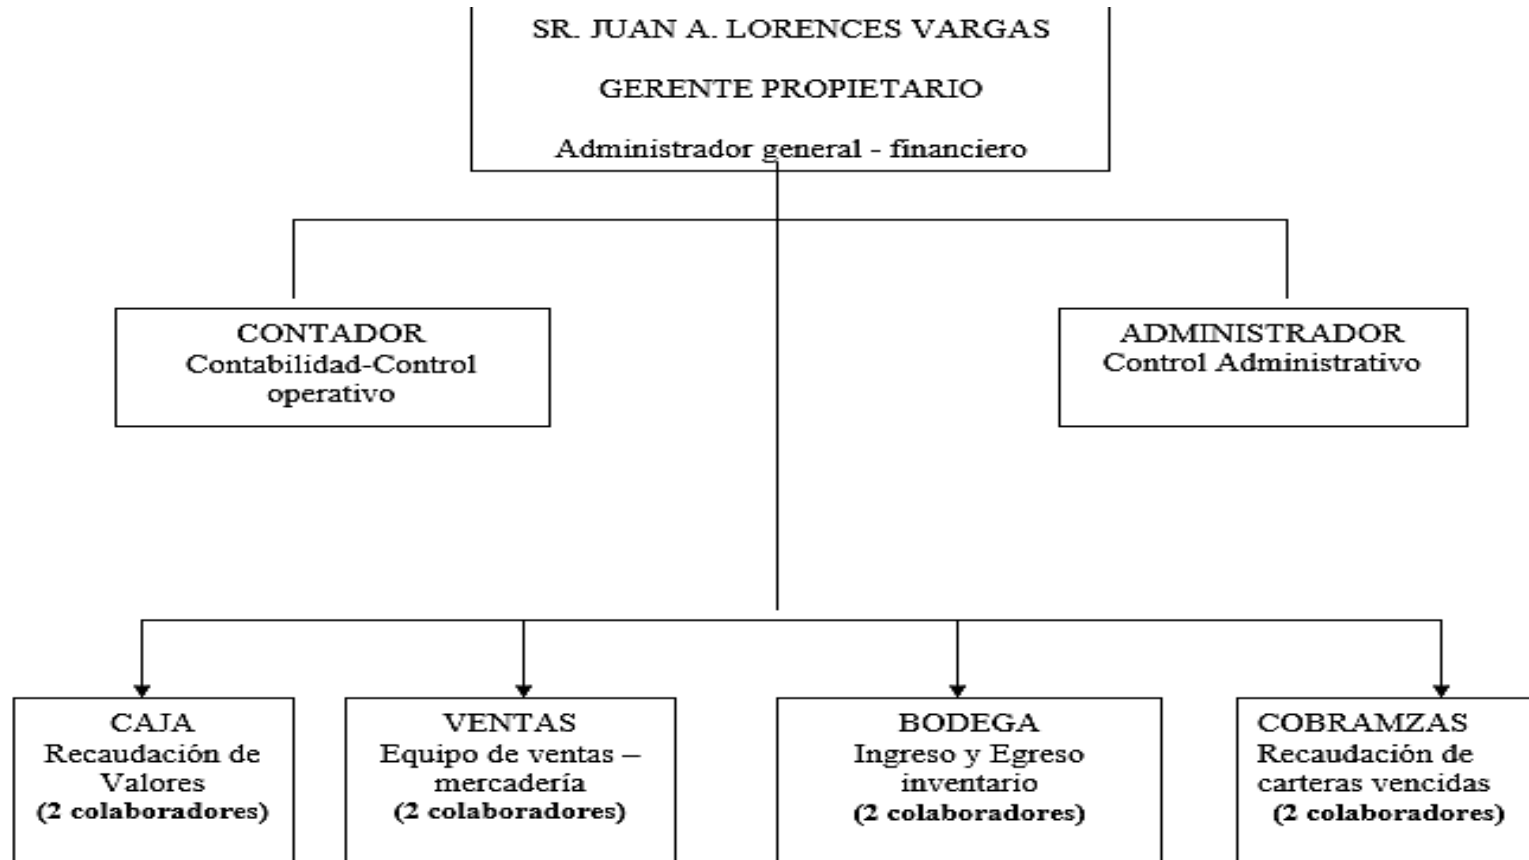 SR. JUAN A. LORENCES VARGAS
GERENTE PROPIETARIO
Administrador general - financiero
CONTADOR
Contabilidad-Control
operativo
ADMINISTRADOR
Control Administrativo
CAJA
Recaudación de
Valores
(2 colaboradores)
VENTAS
Equipo de ventas –
mercadería
(2 colaboradores)
BODEGA
Ingreso y Egreso
inventario
(2 colaboradores)
COBRAMZAS
Recaudación de
carteras vencidas
(2 colaboradores)